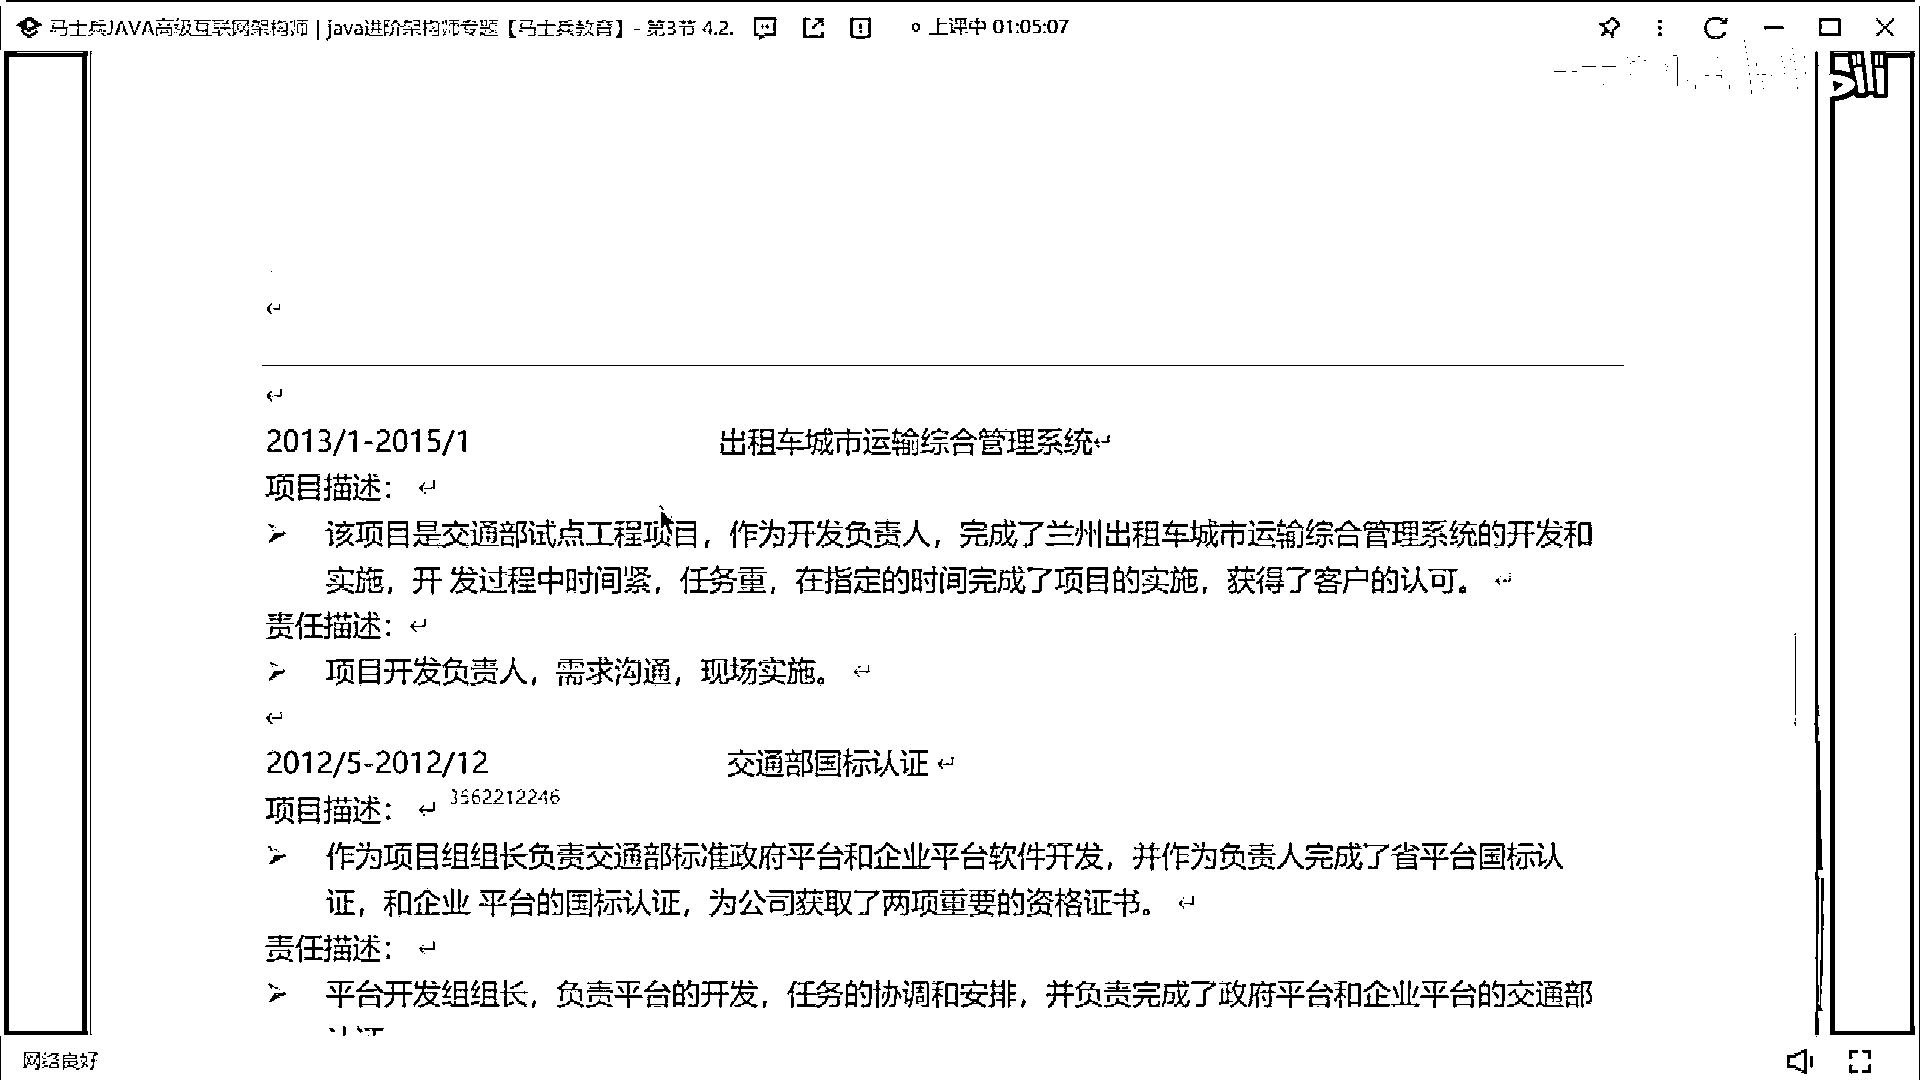 马士兵JAVA高级互联网架构师 | java进阶架构师专题【马士兵教育】- 第3节 4.2. 上课中 01:05:07
2013/1-2015/1 出租车城市运输综合管理系统
项目描述：
➢ 该项目是交通部试点工程项目，作为开发负责人，完成了兰州出租车城市运输综合管理系统的开发和
实施，开 发过程中时间紧，任务重，在指定的时间完成了项目的实施，获得了客户的认可。
责任描述：
➢ 项目开发负责人，需求沟通，现场实施。
2012/5-2012/12 交通部国标认证
项目描述： 3562212246
➢ 作为项目组组长负责交通部标准政府平台和企业平台软件开发，并作为负责人完成了省平台国标认
证，和企业 平台的国标认证，为公司获取了两项重要的资格证书。
责任描述：
➢ 平台开发组组长，负责平台的开发，任务的协调和安排，并负责完成了政府平台和企业平台的交通部
网络良好